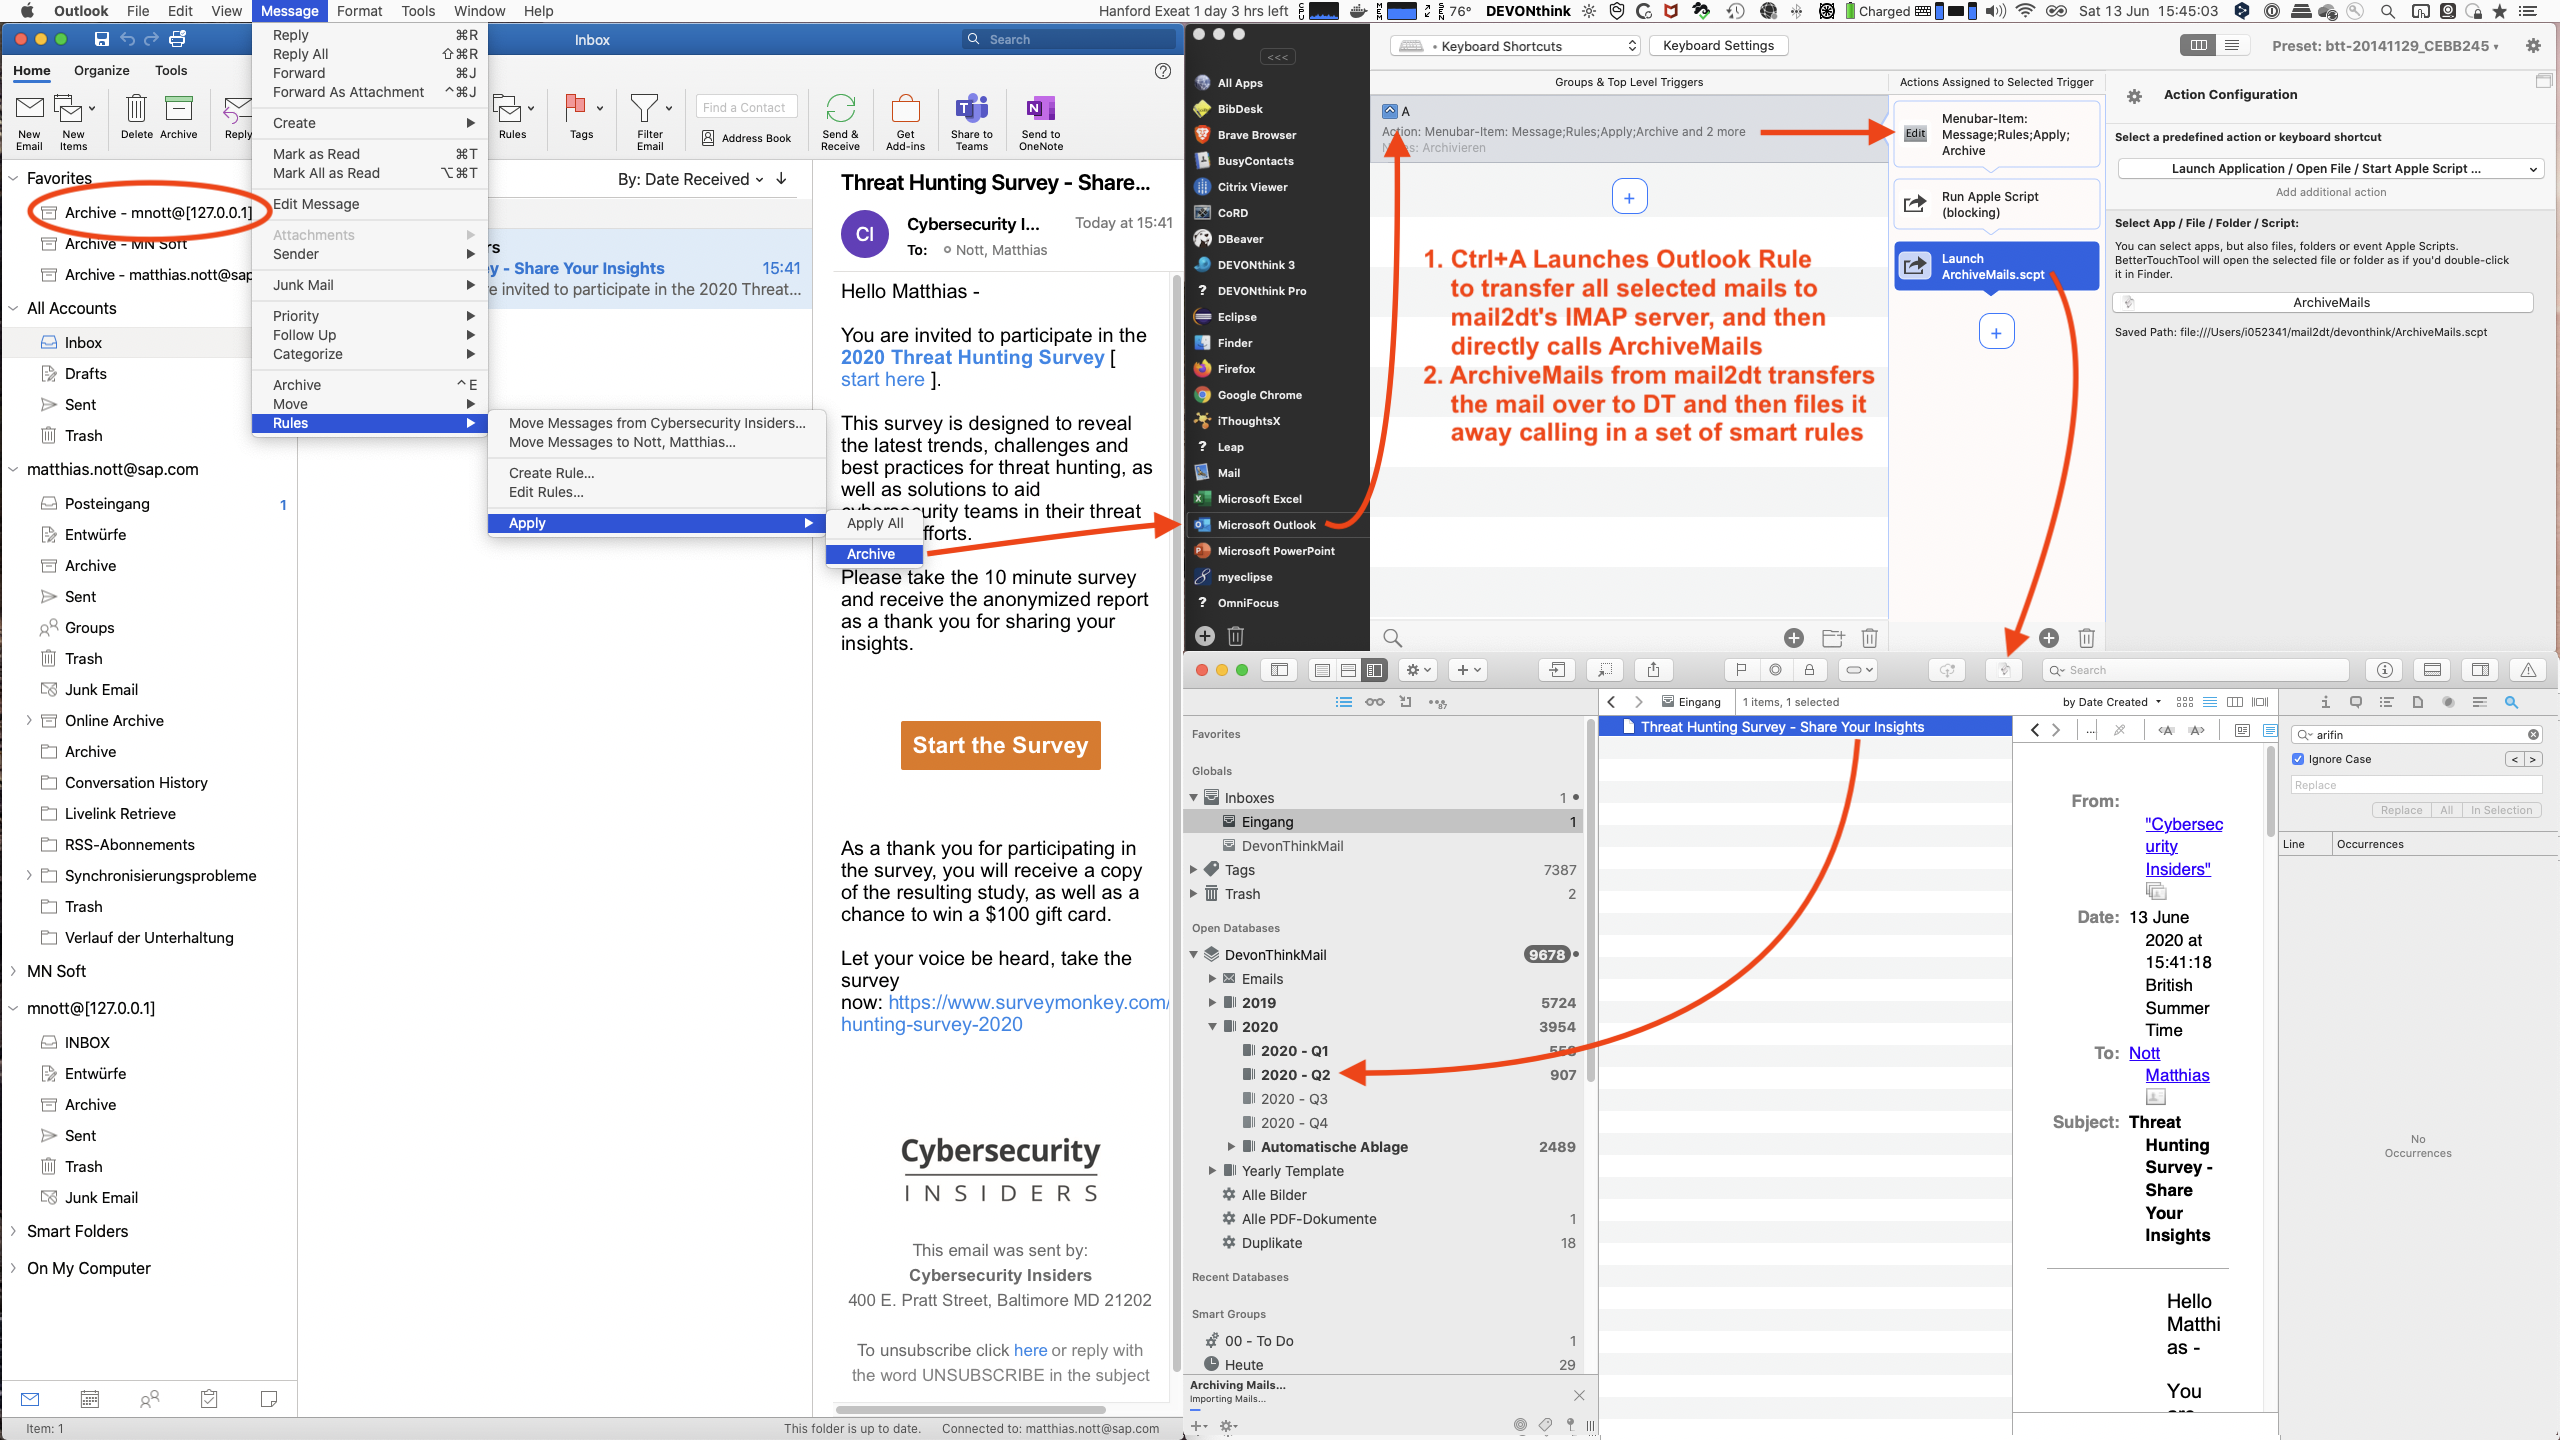 Outlook File Edit View Message Format Tools Window Help
Hanford Exeat 1 day 3 hrs left 76° DEVONthink Charged Sat 13 Jun 15:45:03
Inbox
Search
Home Organize Tools
New Email
New Items
Delete
Archive
Reply
Rules
Tags
Filter Email
Find a Contact
Address Book
Send & Receive
Get Add-ins
Share to Teams
Send to OneNote
Reply ⌘R
Reply All ⇧⌘R
Forward ⌘J
Forward As Attachment ^⌘J
Create
Mark as Read ⌘T
Mark All as Read ⌥⌘T
Edit Message
Attachments
Sender
Junk Mail
Priority
Follow Up
Categorize
Archive ^E
Move
Rules
Move Messages from Cybersecurity Insiders...
Move Messages to Nott, Matthias...
Create Rule...
Edit Rules...
Apply
Apply All
Archive
Favorites
Archive - mnott@[127.0.0.1]
Archive - MN Soft
Archive - matthias.nott@sap
All Accounts
Inbox
Drafts
Sent
Trash
matthias.nott@sap.com
Posteingang 1
Entwürfe
Archive
Sent
Groups
Trash
Junk Email
Online Archive
Archive
Conversation History
Livelink Retrieve
RSS-Abonnements
Synchronisierungsprobleme
Trash
Verlauf der Unterhaltung
MN Soft
mnott@[127.0.0.1]
INBOX
Entwürfe
Archive
Sent
Trash
Junk Email
Smart Folders
On My Computer
Item: 1
This folder is up to date. Connected to: matthias.nott@sap.com
By: Date Received
rs
y - Share Your Insights 15:41
e invited to participate in the 2020 Threat...
Threat Hunting Survey - Share...
CI
Cybersecurity I... Today at 15:41
To: Nott, Matthias
Hello Matthias -
You are invited to participate in the
2020 Threat Hunting Survey [
start here ].
This survey is designed to reveal
the latest trends, challenges and
best practices for threat hunting, as
well as solutions to aid
cybersecurity teams in their threat
fforts.
Please take the 10 minute survey
and receive the anonymized report
as a thank you for sharing your
insights.
Start the Survey
As a thank you for participating in
the survey, you will receive a copy
of the resulting study, as well as a
chance to win a $100 gift card.
Let your voice be heard, take the
survey
now: https://www.surveymonkey.com/
hunting-survey-2020
Cybersecurity
INSIDERS
This email was sent by:
Cybersecurity Insiders
400 E. Pratt Street, Baltimore MD 21202
To unsubscribe click here or reply with
the word UNSUBSCRIBE in the subject
<<<
All Apps
BibDesk
Brave Browser
BusyContacts
Citrix Viewer
CoRD
DBeaver
DEVONthink 3
? DEVONthink Pro
Eclipse
Finder
Firefox
Google Chrome
iThoughtsX
? Leap
Mail
Microsoft Excel
Microsoft Outlook
Microsoft PowerPoint
myeclipse
? OmniFocus
• Keyboard Shortcuts
Keyboard Settings
Preset: btt-20141129_CEBB245
Groups & Top Level Triggers
A
Action: Menubar-Item: Message;Rules;Apply;Archive and 2 more
Archivieren
1. Ctrl+A Launches Outlook Rule
to transfer all selected mails to
mail2dt's IMAP server, and then
directly calls ArchiveMails
2. ArchiveMails from mail2dt transfers
the mail over to DT and then files it
away calling in a set of smart rules
Actions Assigned to Selected Trigger
Edit
Menubar-Item:
Message;Rules;Apply;
Archive
Run Apple Script
(blocking)
Launch
ArchiveMails.scpt
Action Configuration
Select a predefined action or keyboard shortcut
Launch Application / Open File / Start Apple Script ...
Add additional action
Select App / File / Folder / Script:
You can select apps, but also files, folders or event Apple Scripts.
BetterTouchTool will open the selected file or folder as if you'd double-click
it in Finder.
ArchiveMails
Saved Path: file:///Users/i052341/mail2dt/devonthink/ArchiveMails.scpt
Search
Favorites
Globals
Inboxes 1
Eingang 1
DevonThinkMail
Tags 7387
Trash 2
Open Databases
DevonThinkMail 9678
Emails
2019 5724
2020 3954
2020 - Q1
2020 - Q2 907
2020 - Q3
2020 - Q4
Automatische Ablage 2489
Yearly Template
Alle Bilder
Alle PDF-Dokumente 1
Duplikate 18
Recent Databases
Smart Groups
00 - To Do 1
Heute 29
Archiving Mails...
Importing Mails...
Eingang 1 items, 1 selected by Date Created
Threat Hunting Survey - Share Your Insights
From: "Cybersec
urity
Insiders"
Date: 13 June
2020 at
15:41:18
British
Summer
Time
To: Nott
Matthias
Subject: Threat
Hunting
Survey -
Share
Your
Insights
Hello
Matthi
as -
You
arifin
Ignore Case
< >
Replace
Replace All In Selection
Line Occurrences
No
Occurrences